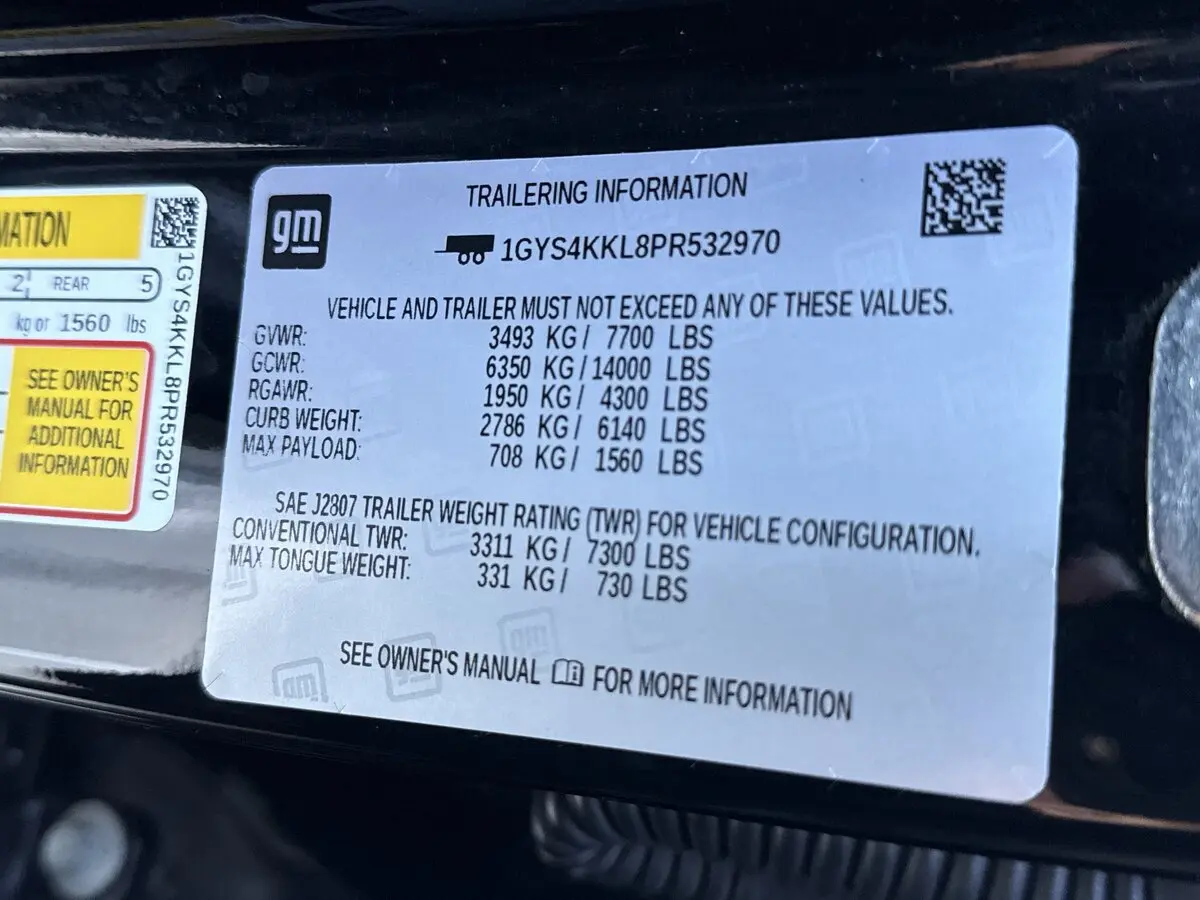 MATION
2 REAR 5
kg or 1560 lbs
SEE OWNER'S
MANUAL FOR
ADDITIONAL
INFORMATION
1GYS4KKL8PR532970
gm
TRAILERING INFORMATION
1GYS4KKL8PR532970
VEHICLE AND TRAILER MUST NOT EXCEED ANY OF THESE VALUES.
GVWR: 3493 KG/ 7700 LBS
GCWR: 6350 KG/14000 LBS
RGAWR: 1950 KG/ 4300 LBS
CURB WEIGHT: 2786 KG/ 6140 LBS
MAX PAYLOAD: 708 KG/ 1560 LBS
SAE J2807 TRAILER WEIGHT RATING (TWR) FOR VEHICLE CONFIGURATION.
CONVENTIONAL TWR: 3311 KG/ 7300 LBS
MAX TONGUE WEIGHT: 331 KG/ 730 LBS
SEE OWNER'S MANUAL FOR MORE INFORMATION